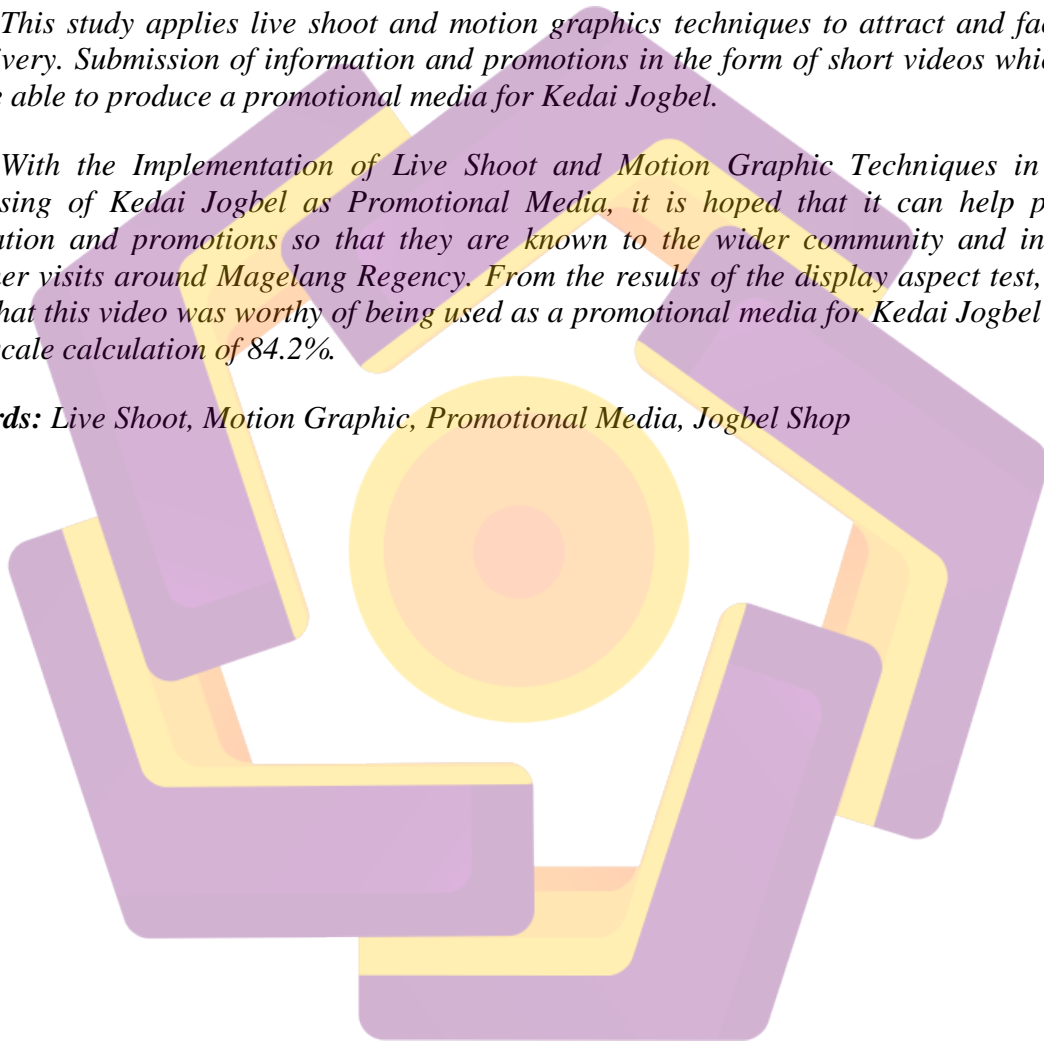 This study applies live shoot and motion graphics techniques to attract and
ivery. Submission of information and promotions in the form of short videos
able to produce a promotional media for Kedai Jogbel.
With the Implementation of Live Shoot and Motion Graphic Techniques in
sing of Kedai Jogbel as Promotional Media, it is hoped that it can help
ation and promotions so that they are known to the wider community and
er visits around Magelang Regency. From the results of the display aspect test,
hat this video was worthy of being used as a promotional media for Kedai Jogbel
cale calculation of 84.2%.
rds: Live Shoot, Motion Graphic, Promotional Media, Jogbel Shop